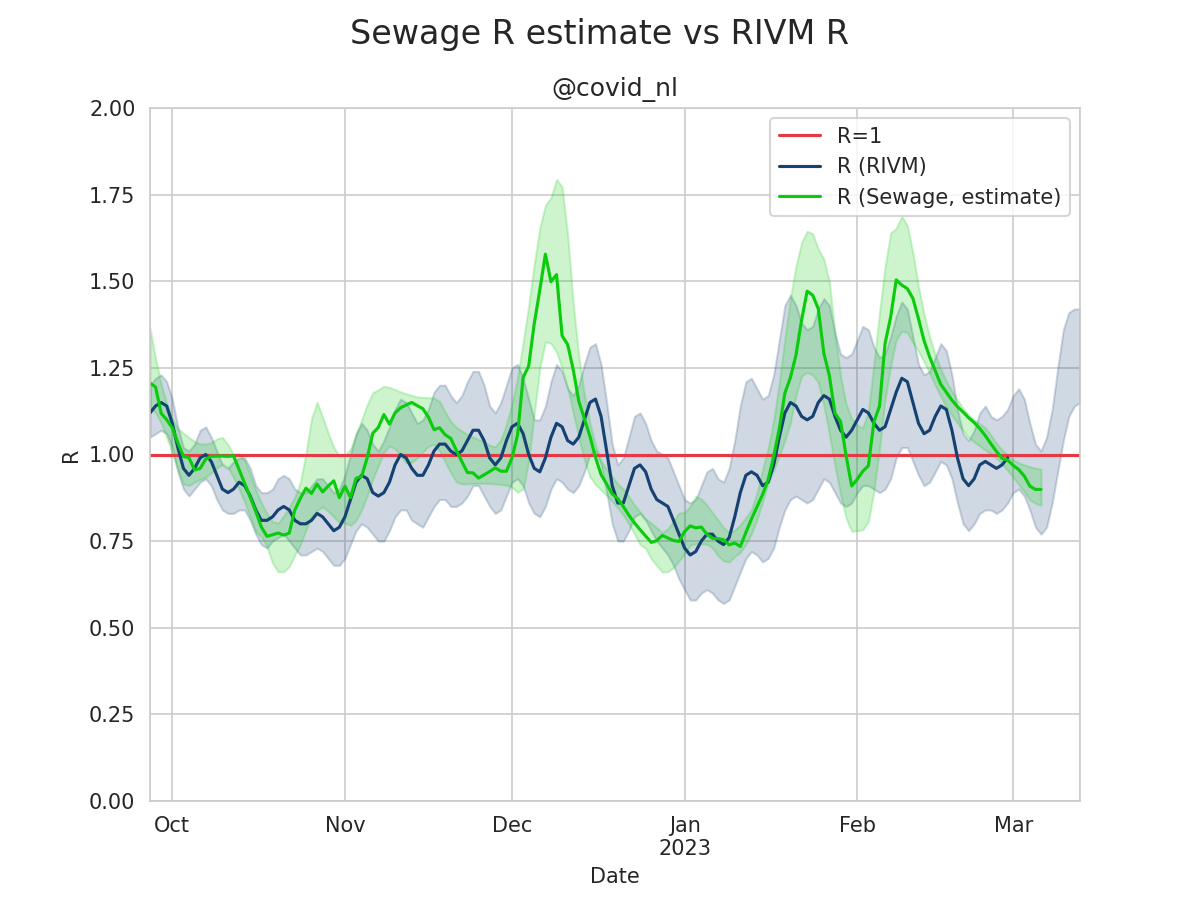 Sewage R estimate vs RIVM R
@covid_nl
2.00
1.75
1.50
1.25
1.00
0.75
0.50
0.25
0.00
R
R=1
R (RIVM)
R (Sewage, estimate)
Oct
Nov
Dec
Jan
2023
Feb
Mar
Date